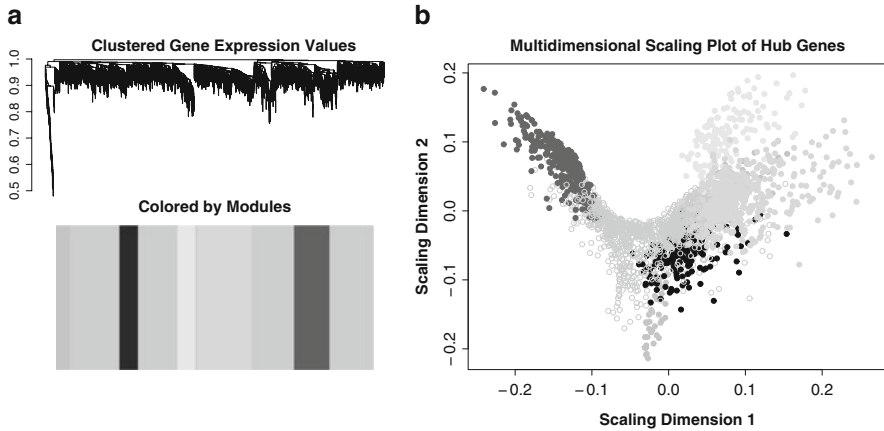 a
Clustered Gene Expression Values
1.0
0.9
0.8
0.7
0.6
0.5
Colored by Modules
b
Multidimensional Scaling Plot of Hub Genes
Scaling Dimension 2
0.2
0.1
0.0
−0.1
−0.2
−0.2 −0.1 0.0 0.1 0.2
Scaling Dimension 1